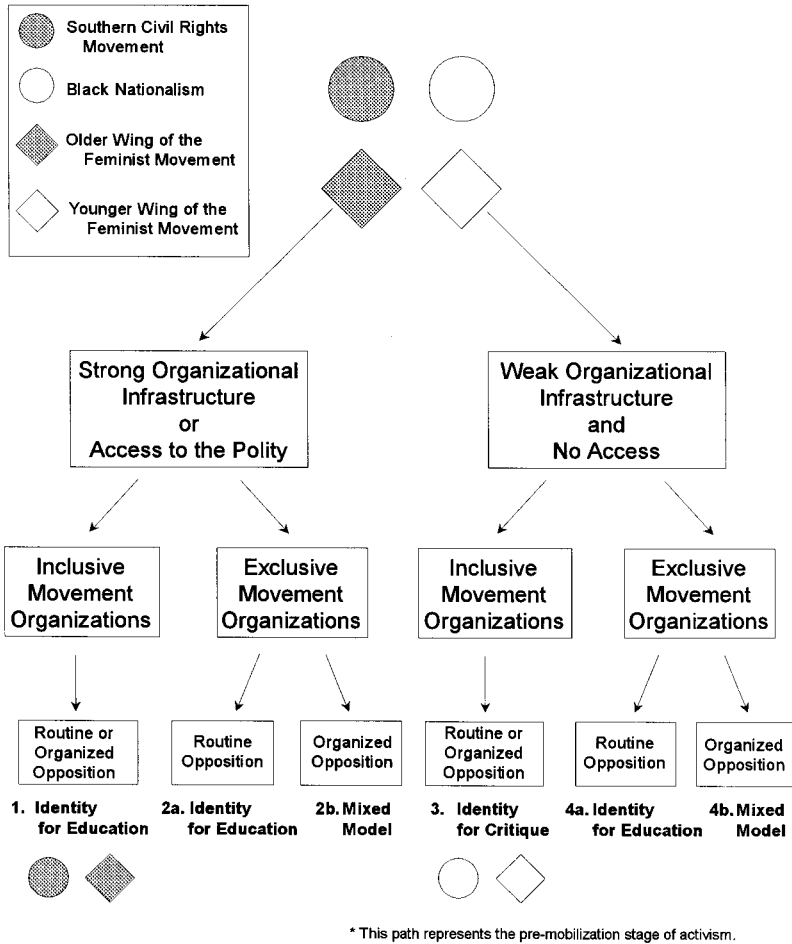 Southern Civil Rights
Movement
Black Nationalism
Older Wing of the
Feminist Movement
Younger Wing of the
Feminist Movement
Strong Organizational
Infrastructure
or
Access to the Polity
Weak Organizational
Infrastructure
and
No Access
Inclusive
Movement
Organizations
Exclusive
Movement
Organizations
Inclusive
Movement
Organizations
Exclusive
Movement
Organizations
Routine or
Organized
Opposition
Routine
Opposition
Organized
Opposition
Routine or
Organized
Opposition
Routine
Opposition
Organized
Opposition
1. Identity
for Education
2a. Identity
for Education
2b. Mixed
Model
3. Identity
for Critique
4a. Identity
for Education
4b. Mixed
Model
* This path represents the pre-mobilization stage of activism.